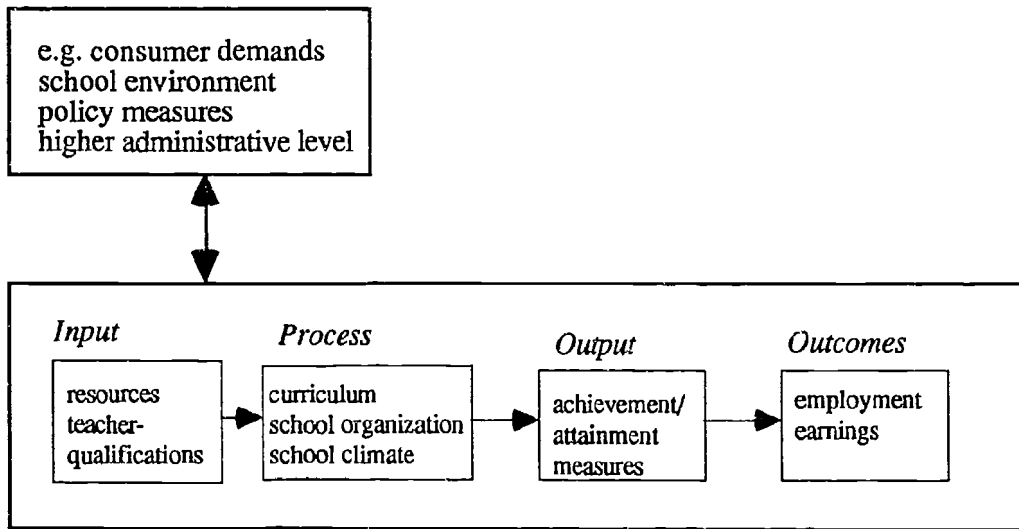 e.g. consumer demands
school environment
policy measures
higher administrative level
Input
resources
teacher-
qualifications
Process
curriculum
school organization
school climate
Output
achievement/
attainment
measures
Outcomes
employment
earnings